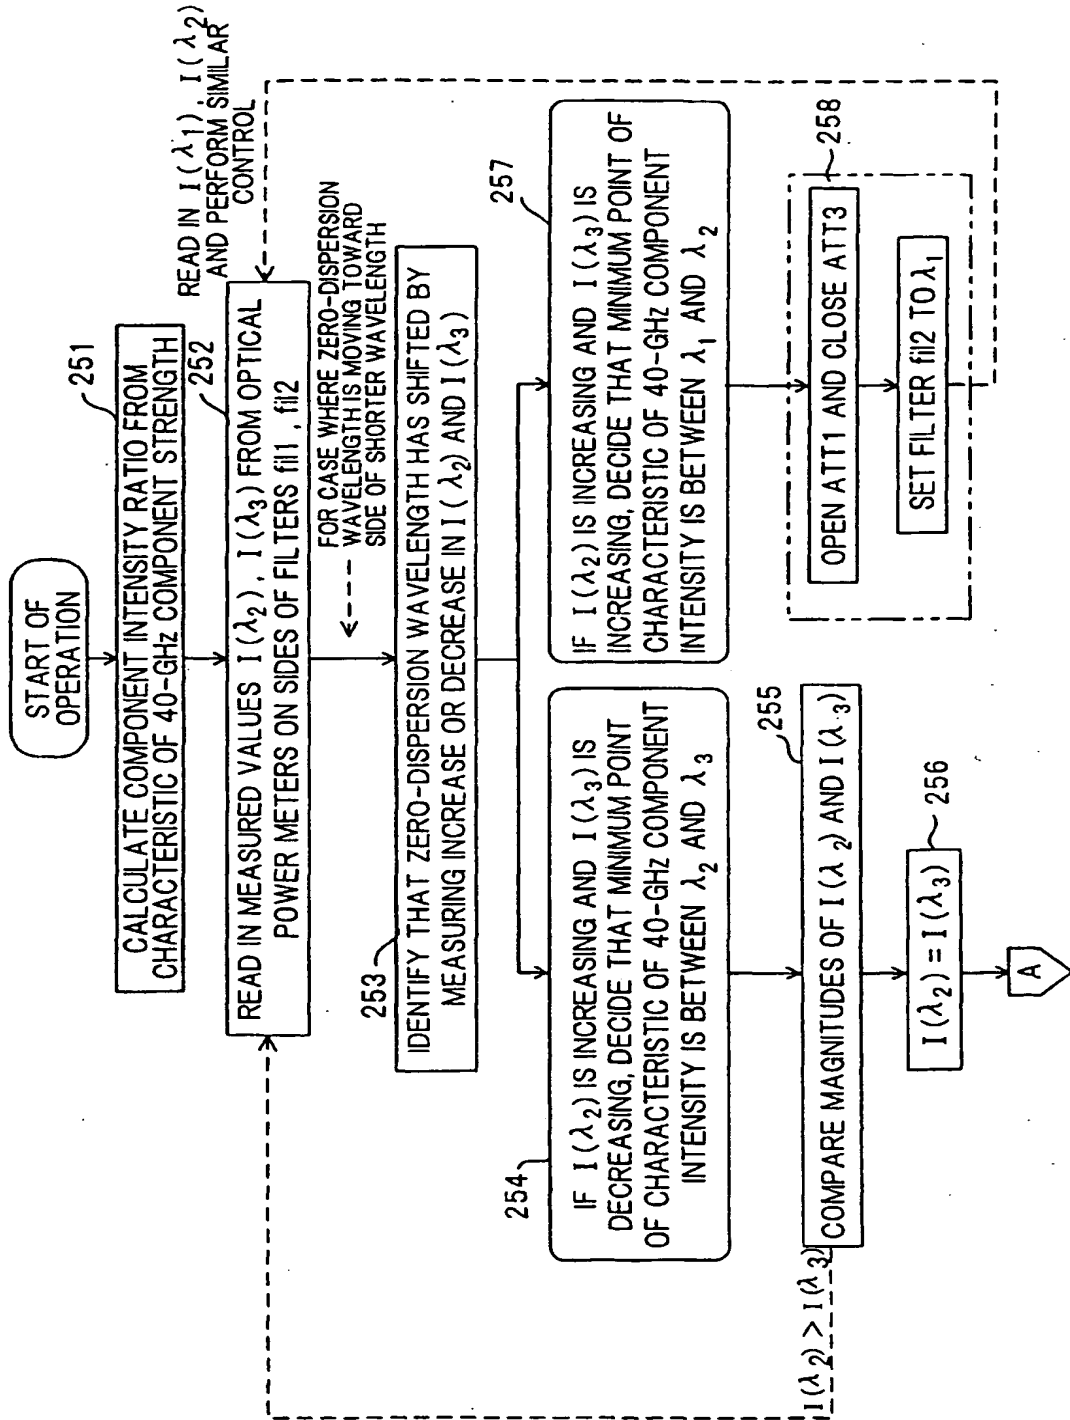 START OF
OPERATION
251
CALCULATE COMPONENT INTENSITY RATIO FROM
CHARACTERISTIC OF 40-GHz COMPONENT STRENGTH
READ IN I(λ1), I(λ2)
AND PERFORM SIMILAR
CONTROL
252
READ IN MEASURED VALUES I(λ2), I(λ3) FROM OPTICAL
POWER METERS ON SIDES OF FILTERS fil1, fil2
FOR CASE WHERE ZERO-DISPERSION
WAVELENGTH IS MOVING TOWARD
SIDE OF SHORTER WAVELENGTH
253
IDENTIFY THAT ZERO-DISPERSION WAVELENGTH HAS SHIFTED BY
MEASURING INCREASE OR DECREASE IN I(λ2) AND I(λ3)
254
IF I(λ2) IS INCREASING AND I(λ3) IS
DECREASING, DECIDE THAT MINIMUM POINT
OF CHARACTERISTIC OF 40-GHz COMPONENT
INTENSITY IS BETWEEN λ2 AND λ3
257
IF I(λ2) IS INCREASING AND I(λ3) IS
INCREASING, DECIDE THAT MINIMUM POINT OF
CHARACTERISTIC OF 40-GHz COMPONENT
INTENSITY IS BETWEEN λ1 AND λ2
255
I(λ2) > I(λ3)
COMPARE MAGNITUDES OF I(λ2) AND I(λ3)
256
I(λ2) = I(λ3)
A
258
OPEN ATT1 AND CLOSE ATT3
SET FILTER fil2 TO λ1